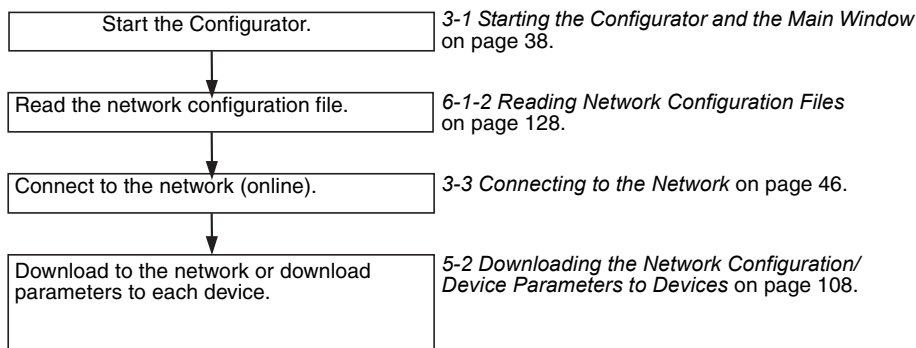 Start the Configurator.
3-1 Starting the Configurator and the Main Window
on page 38.
Read the network configuration file.
6-1-2 Reading Network Configuration Files
on page 128.
Connect to the network (online).
3-3 Connecting to the Network on page 46.
Download to the network or download
parameters to each device.
5-2 Downloading the Network Configuration/
Device Parameters to Devices on page 108.